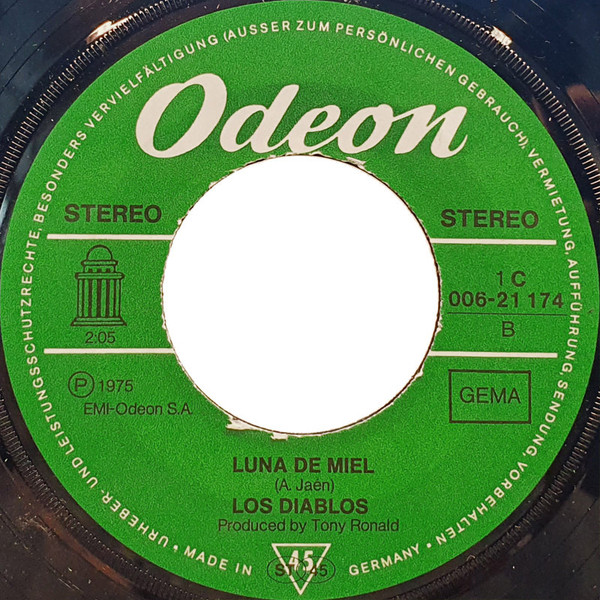 URHEBER- UND LEISTUNGSSCHUTZRECHTE, BESONDERS VERVIELFÄLTIGUNG (AUSSER ZUM PERSÖNLICHEN GEBRAUCH), VERMIETUNG, AUFFÜHRUNG, SENDUNG, VORBEHALTEN •
Odeon
STEREO
STEREO
2:05
1 C
006-21 174
B
Ⓟ 1975
EMI-Odeon S.A.
GEMA
LUNA DE MIEL
(A. Jaén)
LOS DIABLOS
Produced by Tony Ronald
• MADE IN GERMANY •
45